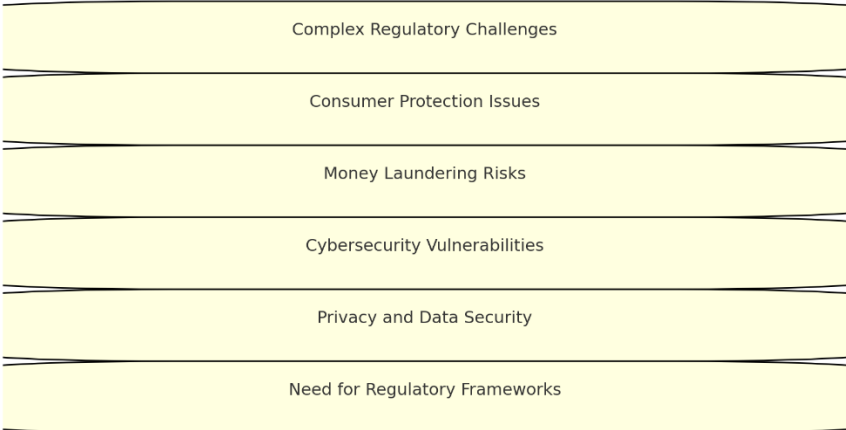 Complex Regulatory Challenges
Consumer Protection Issues
Money Laundering Risks
Cybersecurity Vulnerabilities
Privacy and Data Security
Need for Regulatory Frameworks